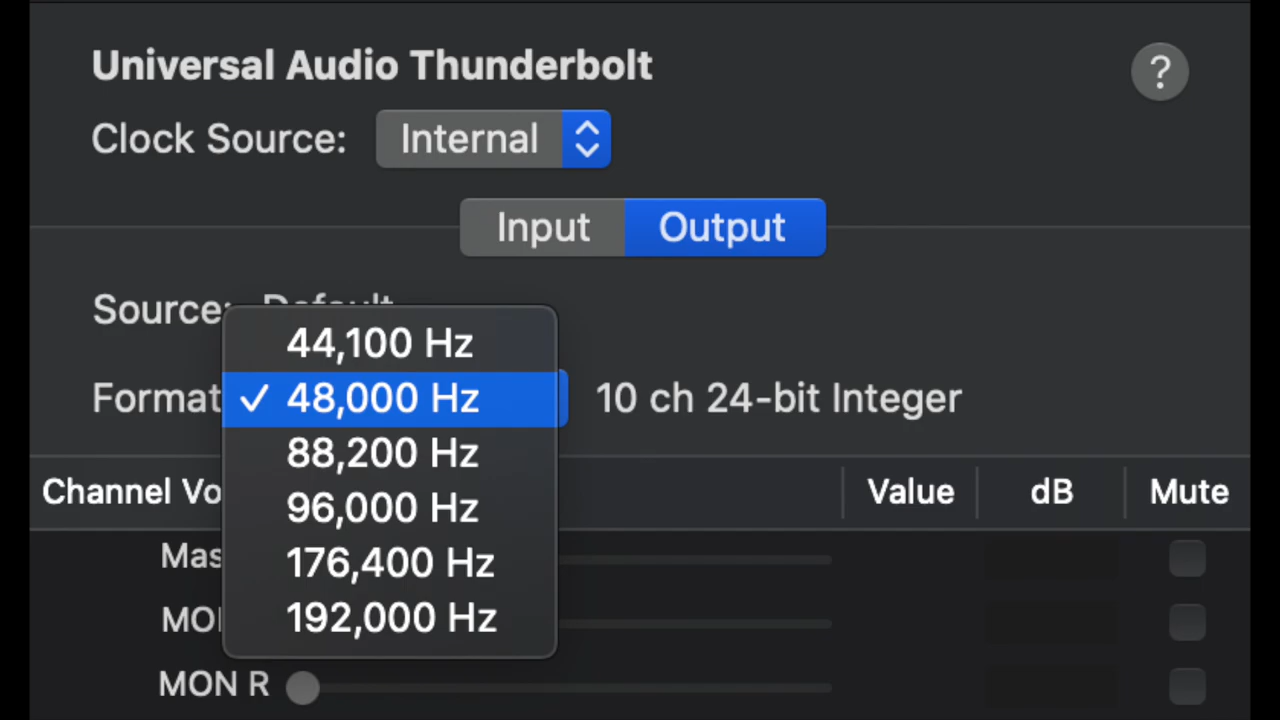 Universal Audio Thunderbolt
?
Clock Source: Internal
Input Output
Source: Default
44,100 Hz
Format ✓ 48,000 Hz 10 ch 24-bit Integer
88,200 Hz
Channel Vo Value dB Mute
96,000 Hz
Mas
176,400 Hz
MO
192,000 Hz
MON R